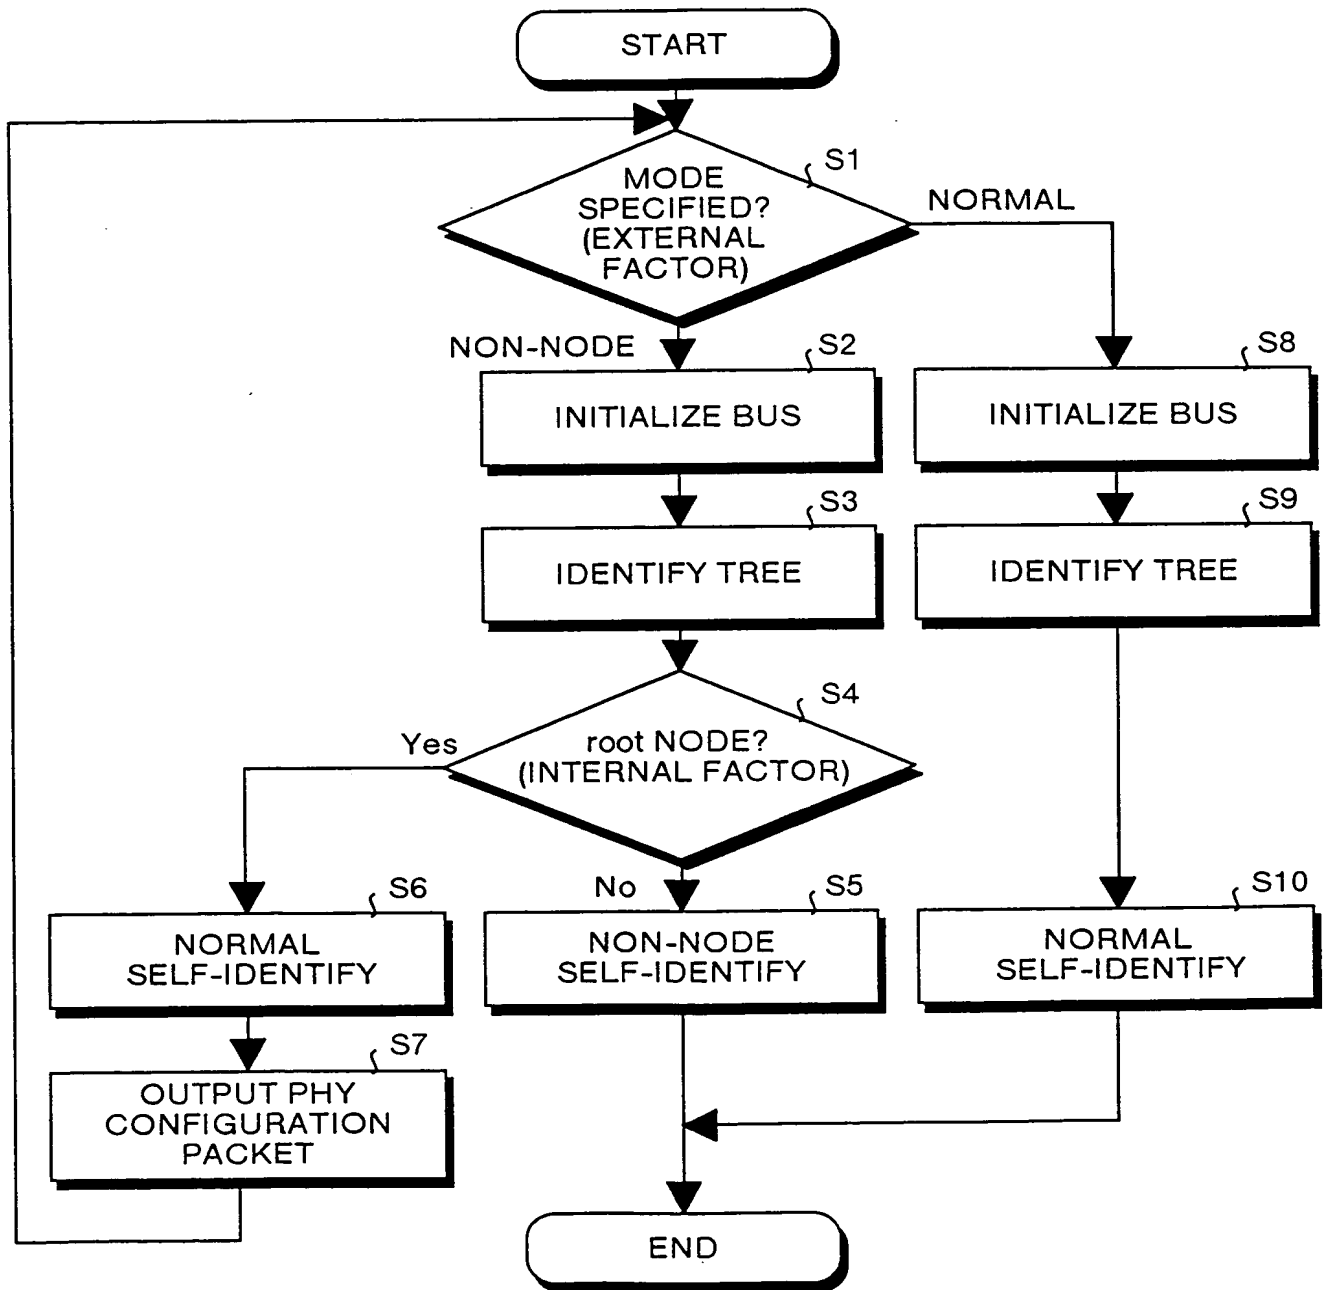 START
S1
MODE
SPECIFIED?
(EXTERNAL
FACTOR)
NORMAL
NON-NODE
S2
INITIALIZE BUS
S8
INITIALIZE BUS
S3
IDENTIFY TREE
S9
IDENTIFY TREE
S4
root NODE?
(INTERNAL FACTOR)
Yes
No
S6
NORMAL
SELF-IDENTIFY
S5
NON-NODE
SELF-IDENTIFY
S10
NORMAL
SELF-IDENTIFY
S7
OUTPUT PHY
CONFIGURATION
PACKET
END